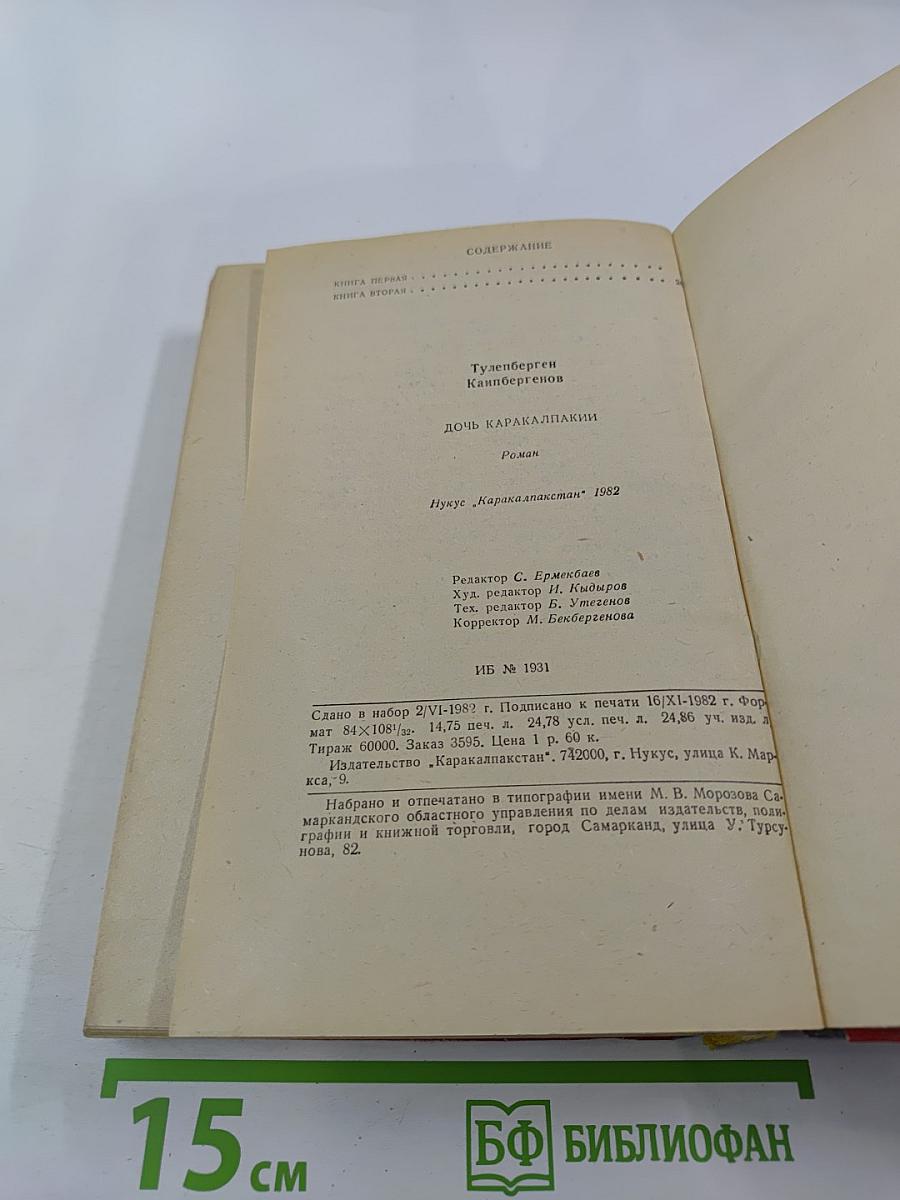 СОДЕРЖАНИЕ
КНИГА ПЕРВАЯ . . . . . . . . . . . . . . . . . . . .
КНИГА ВТОРАЯ . . . . . . . . . . . . . . . . . . . .
Тулепберген
Каипбергенов
ДОЧЬ КАРАКАЛПАКИИ
Роман
Нукус „Каракалпакстан“ 1982
Редактор С. Ермекбаев
Худ. редактор И. Кыдыров
Тех. редактор Б. Утегенов
Корректор М. Бекбергенова
ИБ № 1931
Сдано в набор 2/VI-1982 г. Подписано к печати 16/XI-1982 г. Фор-
мат 84×108¹/₃₂. 14,75 печ. л. 24,78 усл. печ. л. 24,86 уч. изд. л
Тираж 60000. Заказ 3595. Цена 1 р. 60 к.
Издательство „Каракалпакстан“. 742000, г. Нукус, улица К. Мар-
кса, 9.
Набрано и отпечатано в типографии имени М. В. Морозова Са-
маркандского областного управления по делам издательств, поли-
графии и книжной торговли, город Самарканд, улица У. Турсу-
нова, 82.
15 см
БФ БИБЛИОФАН